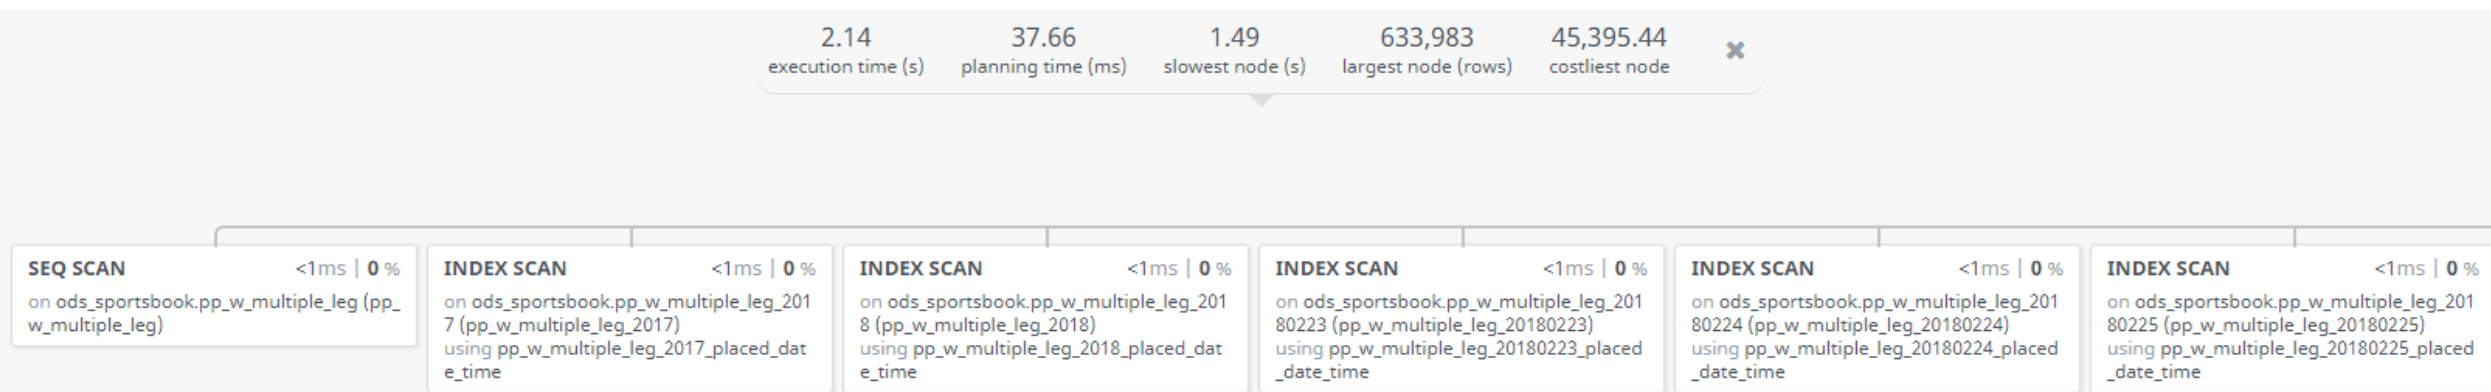 2.14 37.66 1.49 633,983 45,395.44 ✖
execution time (s) planning time (ms) slowest node (s) largest node (rows) costliest node
SEQ SCAN <1ms | 0 %
on ods_sportsbook.pp_w_multiple_leg (pp_
w_multiple_leg)
INDEX SCAN <1ms | 0 %
on ods_sportsbook.pp_w_multiple_leg_201
7 (pp_w_multiple_leg_2017)
using pp_w_multiple_leg_2017_placed_dat
e_time
INDEX SCAN <1ms | 0 %
on ods_sportsbook.pp_w_multiple_leg_201
8 (pp_w_multiple_leg_2018)
using pp_w_multiple_leg_2018_placed_dat
e_time
INDEX SCAN <1ms | 0 %
on ods_sportsbook.pp_w_multiple_leg_201
80223 (pp_w_multiple_leg_20180223)
using pp_w_multiple_leg_20180223_placed
_date_time
INDEX SCAN <1ms | 0 %
on ods_sportsbook.pp_w_multiple_leg_201
80224 (pp_w_multiple_leg_20180224)
using pp_w_multiple_leg_20180224_placed
_date_time
INDEX SCAN <1ms | 0 %
on ods_sportsbook.pp_w_multiple_leg_201
80225 (pp_w_multiple_leg_20180225)
using pp_w_multiple_leg_20180225_placed
_date_time